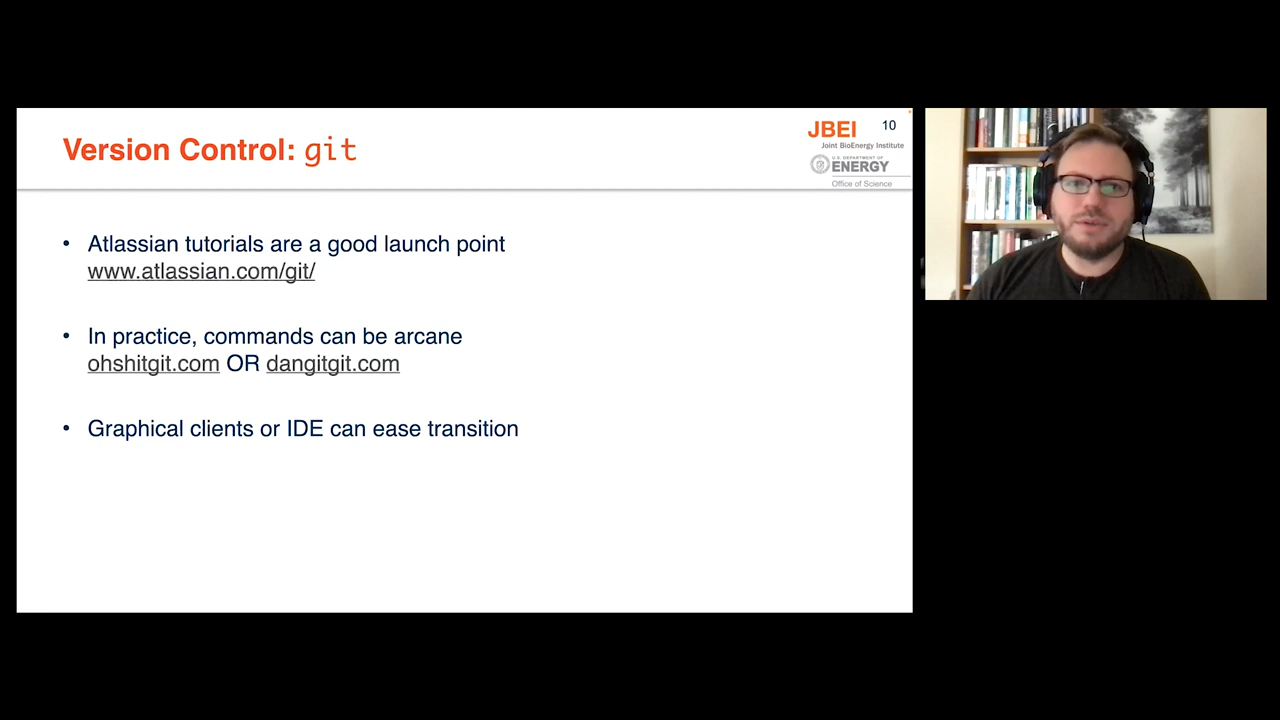 Version Control: git
JBEI
10
Joint BioEnergy Institute
U.S. DEPARTMENT OF
ENERGY
Office of Science
• Atlassian tutorials are a good launch point
www.atlassian.com/git/
• In practice, commands can be arcane
ohshitgit.com OR dangitgit.com
• Graphical clients or IDE can ease transition